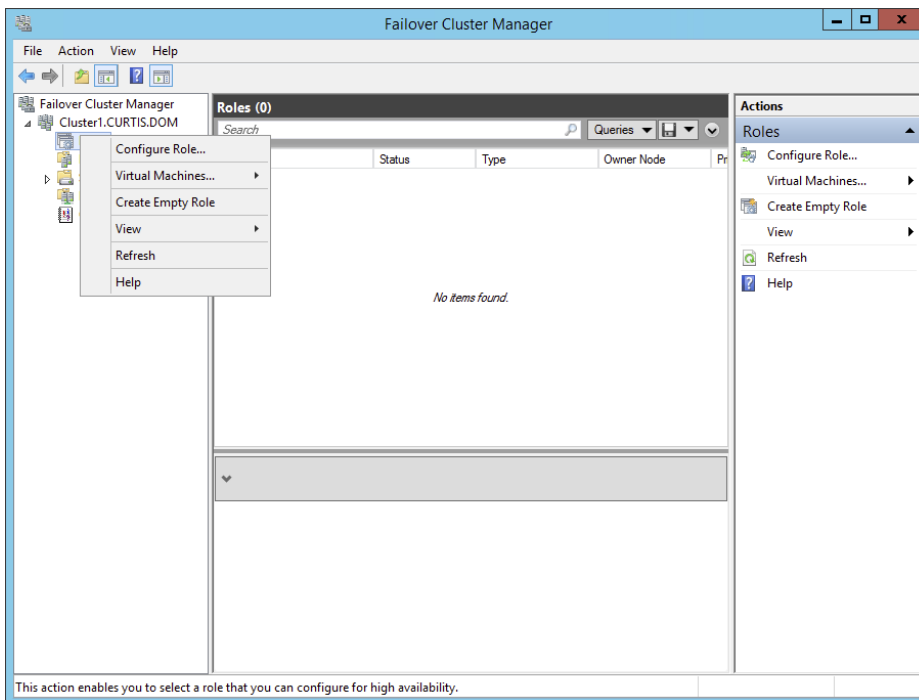 Failover Cluster Manager
File Action View Help
Failover Cluster Manager
Cluster1.CURTIS.DOM
Configure Role...
Virtual Machines...
Create Empty Role
View
Refresh
Help
Roles (0)
Search
Queries
Status Type Owner Node Pr
No items found.
Actions
Roles
Configure Role...
Virtual Machines...
Create Empty Role
View
Refresh
Help
This action enables you to select a role that you can configure for high availability.